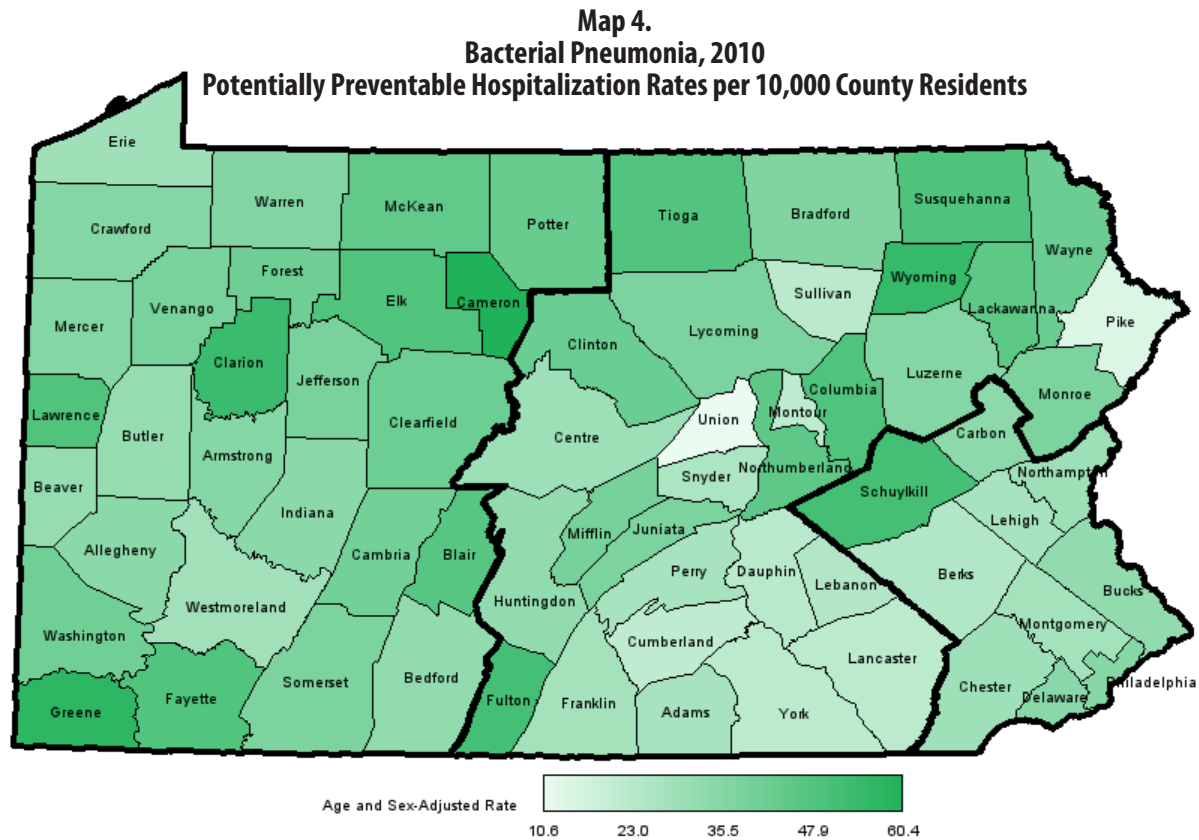 Map 4.
Bacterial Pneumonia, 2010
Potentially Preventable Hospitalization Rates per 10,000 County Residents
Erie
Warren
McKean
Potter
Tioga
Bradford
Susquehanna
Wayne
Crawford
Forest
Elk
Cameron
Sullivan
Wyoming
Lackawanna
Pike
Mercer
Venango
Clarion
Jefferson
Clinton
Lycoming
Columbia
Luzerne
Monroe
Lawrence
Butler
Armstrong
Clearfield
Centre
Union
Montour
Carbon
Beaver
Indiana
Snyder
Northumberland
Schuylkill
Northampton
Lehigh
Allegheny
Cambria
Blair
Mifflin
Juniata
Perry
Dauphin
Lebanon
Berks
Bucks
Westmoreland
Huntingdon
Cumberland
Lancaster
Montgomery
Washington
Somerset
Bedford
Fulton
Franklin
Adams
York
Chester
Delaware
Philadelphia
Greene
Fayette
Age and Sex-Adjusted Rate
10.6 23.0 35.5 47.9 60.4